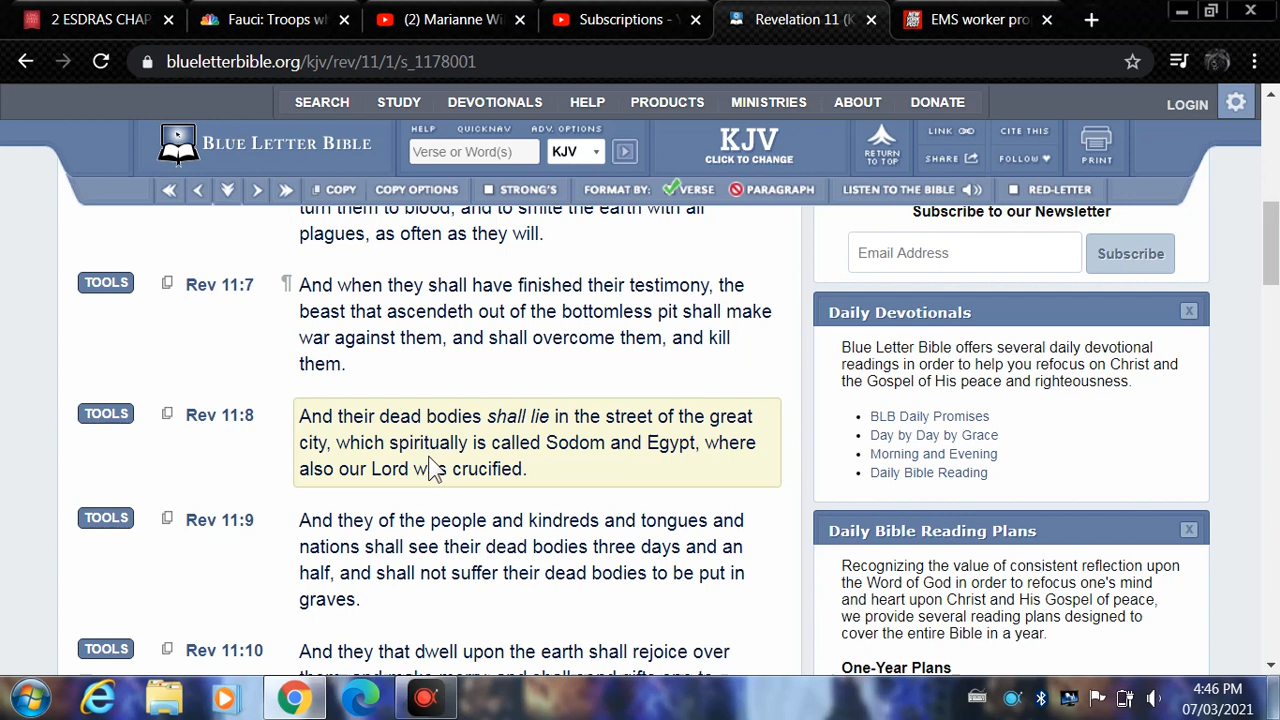 2 ESDRAS CHAP
Fauci: Troops wh
(2) Marianne Wi
Subscriptions - Y
Revelation 11 (K
EMS worker pro
blueletterbible.org/kjv/rev/11/1/s_1178001
SEARCH STUDY DEVOTIONALS HELP PRODUCTS MINISTRIES ABOUT DONATE
LOGIN
BLUE LETTER BIBLE
HELP QUICKNAV ADV. OPTIONS
Verse or Word(s) KJV
KJV
CLICK TO CHANGE
RETURN
TO TOP
LINK CITE THIS
SHARE FOLLOW
PRINT
COPY COPY OPTIONS STRONG'S FORMAT BY: VERSE PARAGRAPH LISTEN TO THE BIBLE RED-LETTER
turn them to blood, and to smite the earth with all
plagues, as often as they will.
TOOLS Rev 11:7 ¶ And when they shall have finished their testimony, the
beast that ascendeth out of the bottomless pit shall make
war against them, and shall overcome them, and kill
them.
TOOLS Rev 11:8 And their dead bodies shall lie in the street of the great
city, which spiritually is called Sodom and Egypt, where
also our Lord was crucified.
TOOLS Rev 11:9 And they of the people and kindreds and tongues and
nations shall see their dead bodies three days and an
half, and shall not suffer their dead bodies to be put in
graves.
TOOLS Rev 11:10 And they that dwell upon the earth shall rejoice over
Subscribe to our Newsletter
Email Address Subscribe
Daily Devotionals
Blue Letter Bible offers several daily devotional
readings in order to help you refocus on Christ and
the Gospel of His peace and righteousness.
BLB Daily Promises
Day by Day by Grace
Morning and Evening
Daily Bible Reading
Daily Bible Reading Plans
Recognizing the value of consistent reflection upon
the Word of God in order to refocus one's mind
and heart upon Christ and His Gospel of peace,
we provide several reading plans designed to
cover the entire Bible in a year.
One-Year Plans
4:46 PM
07/03/2021